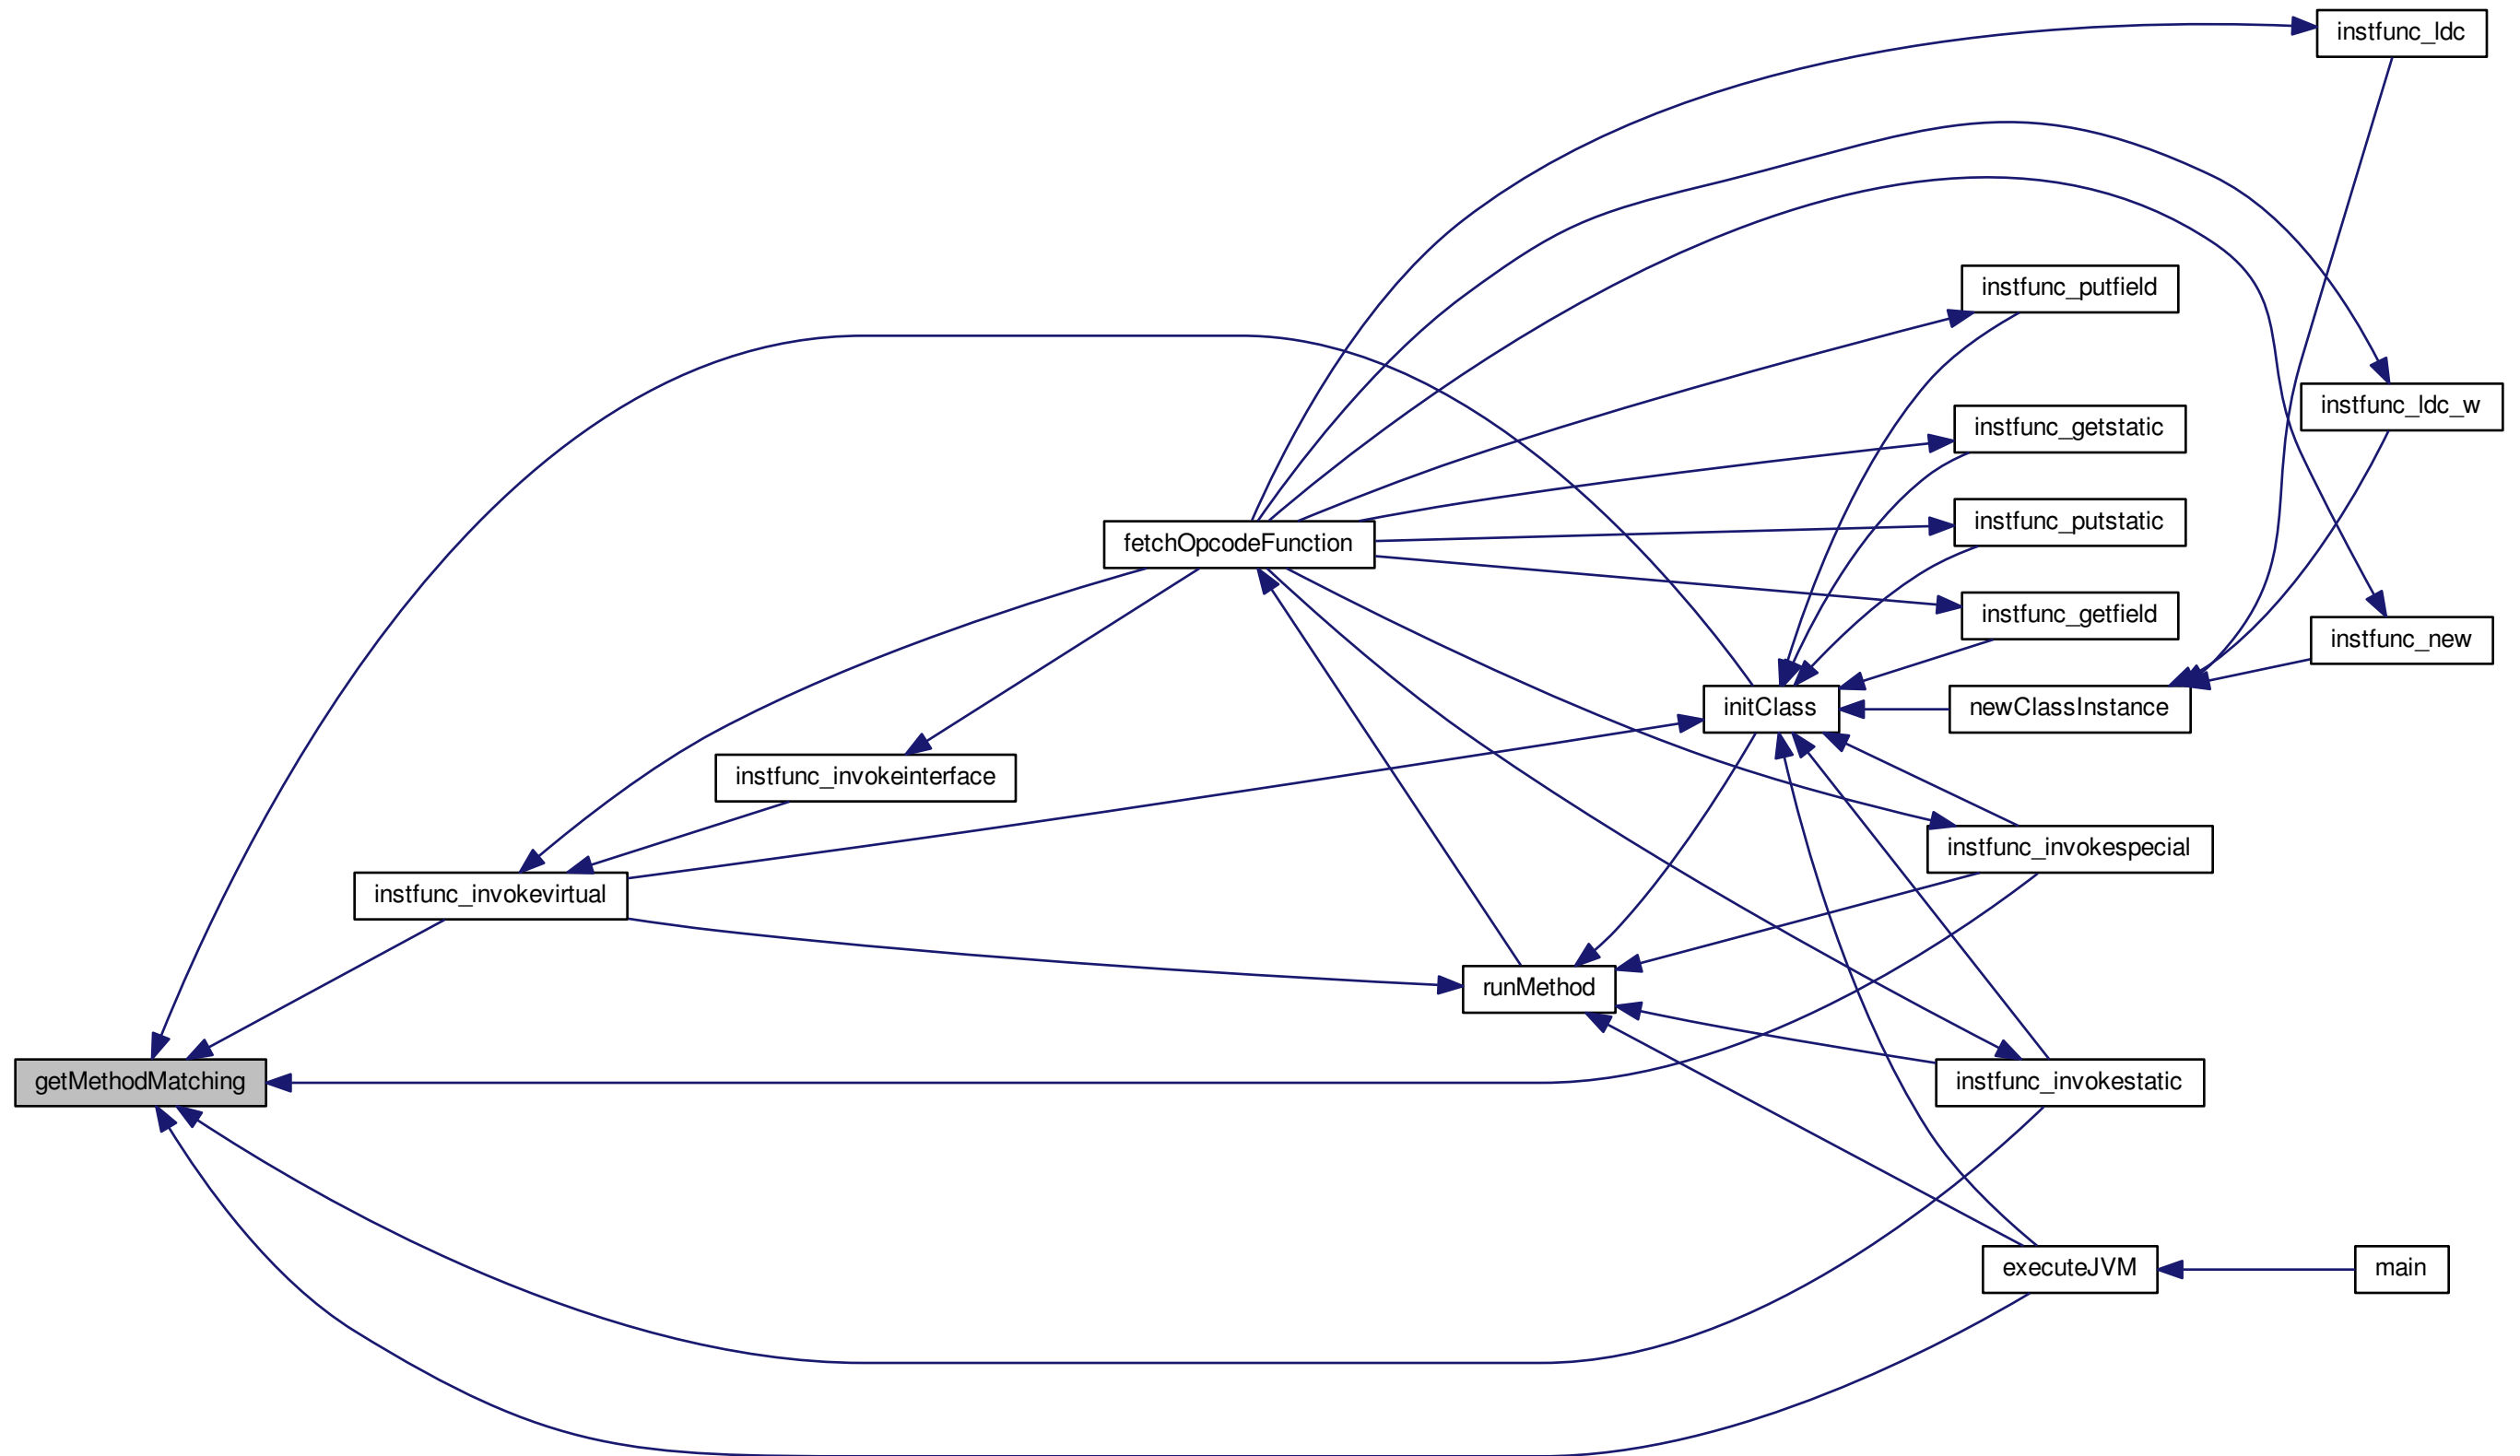 instfunc_ldc
instfunc_putfield
instfunc_ldc_w
instfunc_getstatic
instfunc_putstatic
fetchOpcodeFunction
instfunc_getfield
instfunc_new
initClass
newClassInstance
instfunc_invokeinterface
instfunc_invokespecial
instfunc_invokevirtual
runMethod
getMethodMatching
instfunc_invokestatic
executeJVM
main